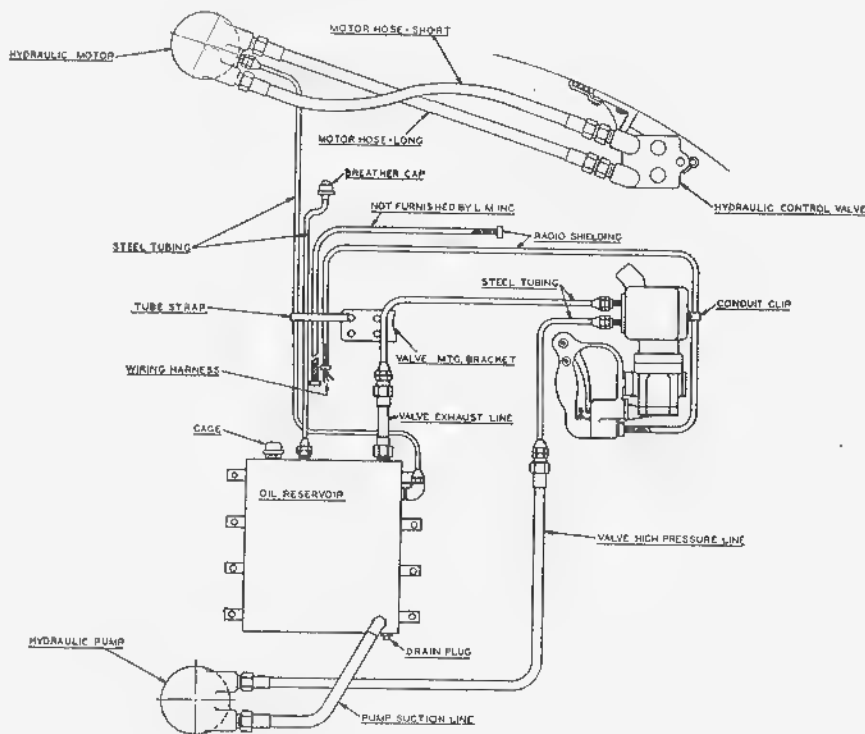 MOTOR HOSE-SHORT
HYDRAULIC MOTOR
MOTOR HOSE-LONG
BREATHER CAP
HYDRAULIC CONTROL VALVE
NOT FURNISHED BY L M INC
RADIO SHIELDING
STEEL TUBING
STEEL TUBING
TUBE STRAP
CONDUIT CLIP
VALVE MTG. BRACKET
WIRING HARNESS
VALVE EXHAUST LINE
GAGE
OIL RESERVOIR
VALVE HIGH PRESSURE LINE
HYDRAULIC PUMP
DRAIN PLUG
PUMP SUCTION LINE